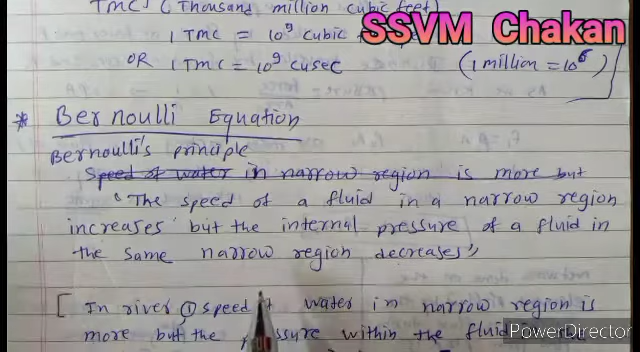 TMC) (Thousand million cubic feet)
SSVM Chakan
1 TMC = 10⁹ cubic
OR 1 TMC = 10⁹ cusec (1 million = 10⁶)
* Bernoulli Equation
Bernoulli's principle
Speed of water in narrow region is more but
"The speed of a fluid in a narrow region
increases but the internal pressure of a fluid in
the same narrow region decreases"
[ In river ① speed water in narrow region is
more but the within the fluid
PowerDirector